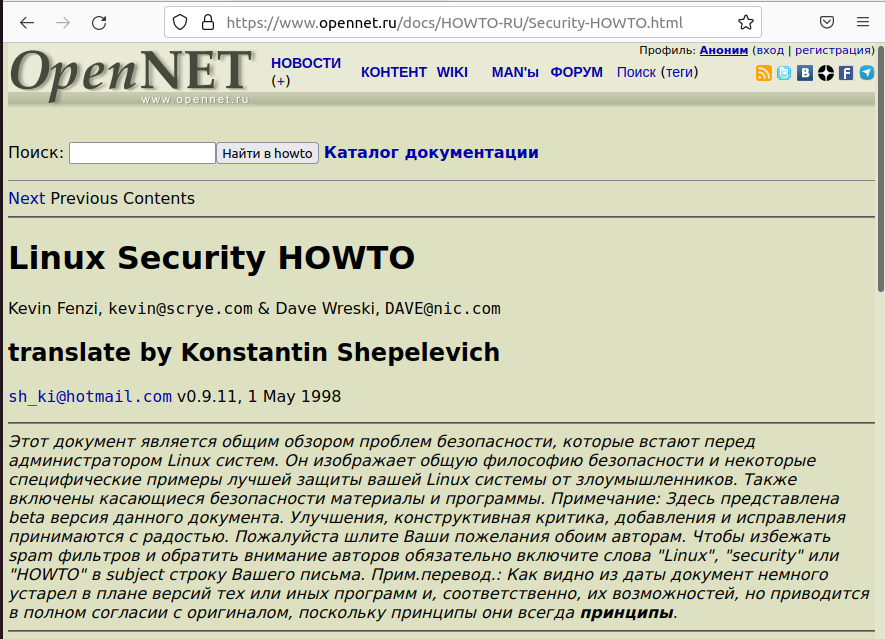 https://www.opennet.ru/docs/HOWTO-RU/Security-HOWTO.html
Профиль: Аноним (вход | регистрация)
OpenNET
www.opennet.ru
НОВОСТИ (+)
КОНТЕНТ WIKI MAN'ы ФОРУМ Поиск (теги)
Поиск: Найти в howto Каталог документации
Next Previous Contents
Linux Security HOWTO
Kevin Fenzi, kevin@scrye.com & Dave Wreski, DAVE@nic.com
translate by Konstantin Shepelevich
sh_ki@hotmail.com v0.9.11, 1 May 1998
Этот документ является общим обзором проблем безопасности, которые встают перед
администратором Linux систем. Он изображает общую философию безопасности и некоторые
специфические примеры лучшей защиты вашей Linux системы от злоумышленников. Также
включены касающиеся безопасности материалы и программы. Примечание: Здесь представлена
beta версия данного документа. Улучшения, конструктивная критика, добавления и исправления
принимаются с радостью. Пожалуйста шлите Ваши пожелания обоим авторам. Чтобы избежать
spam фильтров и обратить внимание авторов обязательно включите слова "Linux", "security" или
"HOWTO" в subject строку Вашего письма. Прим.перевод.: Как видно из даты документ немного
устарел в плане версий тех или иных программ и, соответственно, их возможностей, но приводится
в полном согласии с оригиналом, поскольку принципы они всегда принципы.